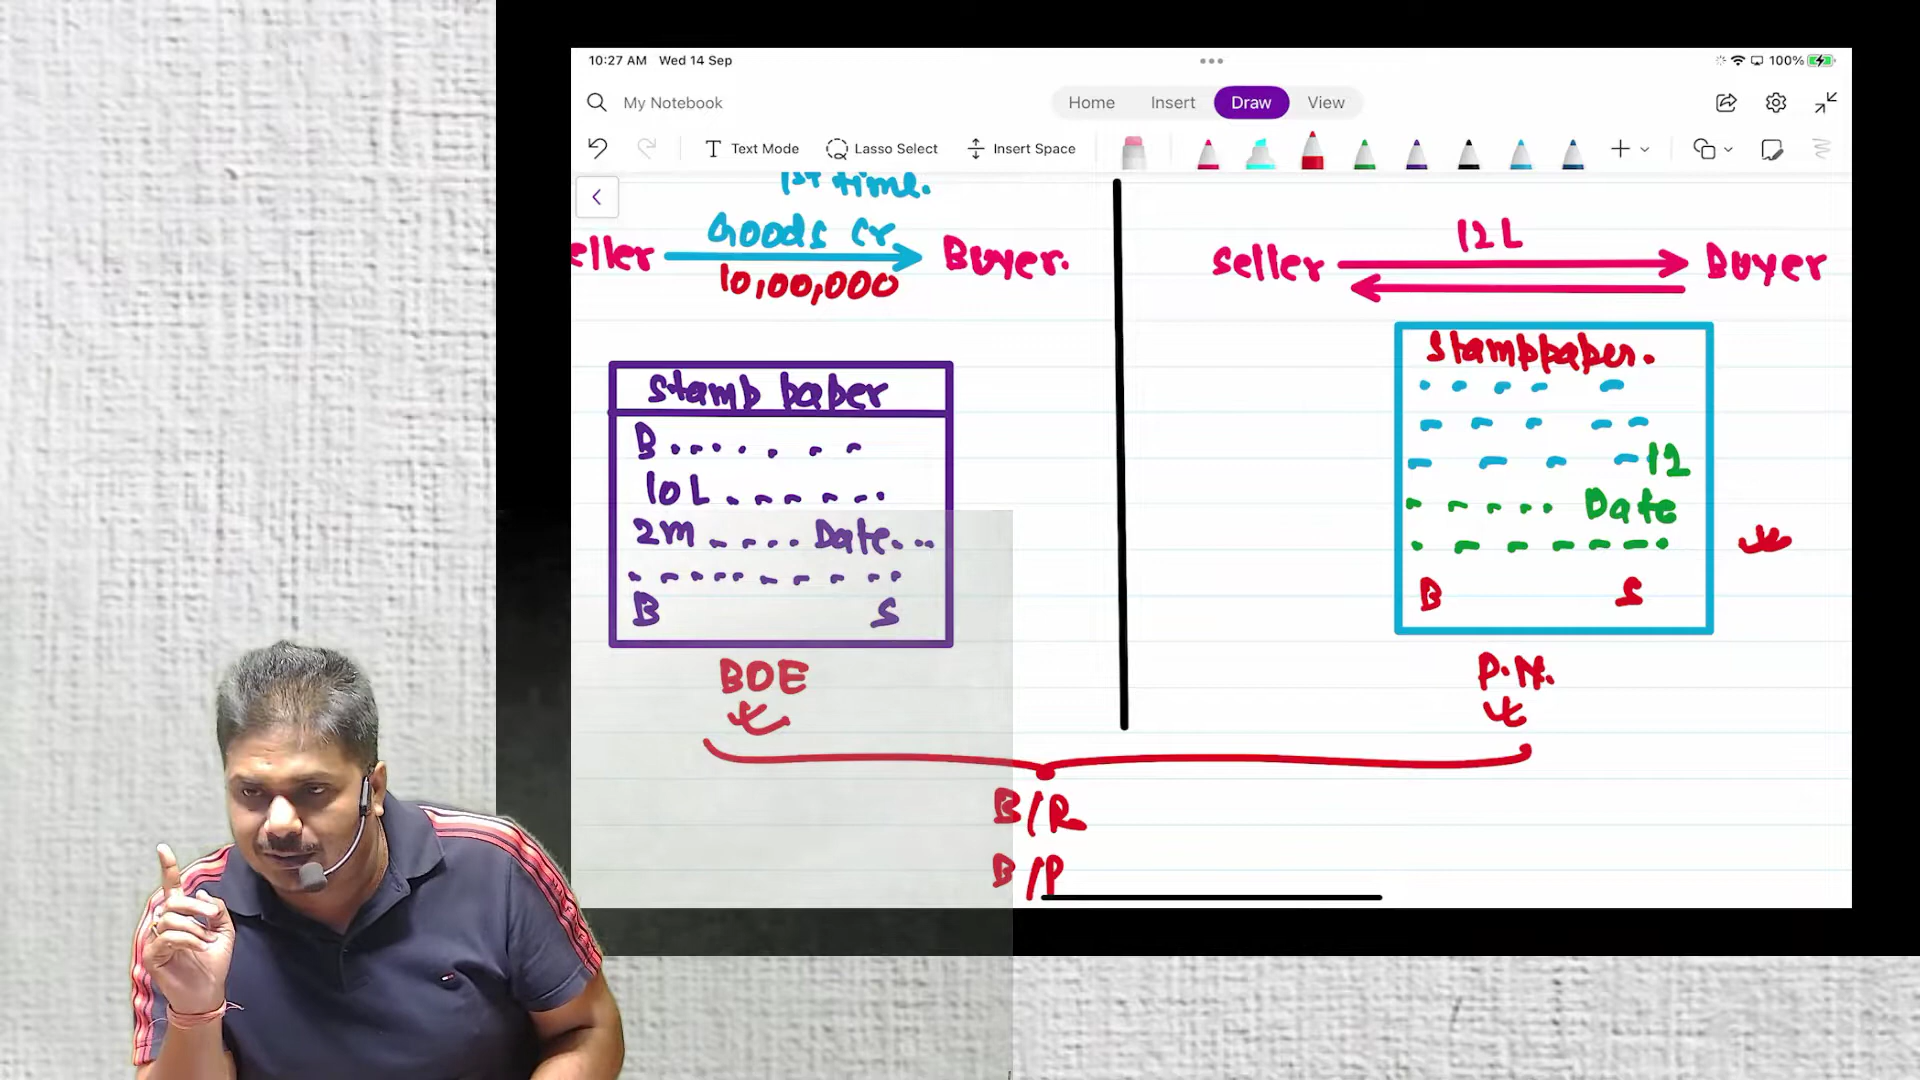 10:27 AM Wed 14 Sep
100%
My Notebook
Home
Insert
Draw
View
Text Mode
Lasso Select
Insert Space
1st time.
Goods Cr
eller
Buyer.
10,00,000
stamp paper
B
10L
2M Date
B S
BOE
12L
seller
Buyer
Stamppaper.
12
Date
B S
P.N.
B/R
B/P